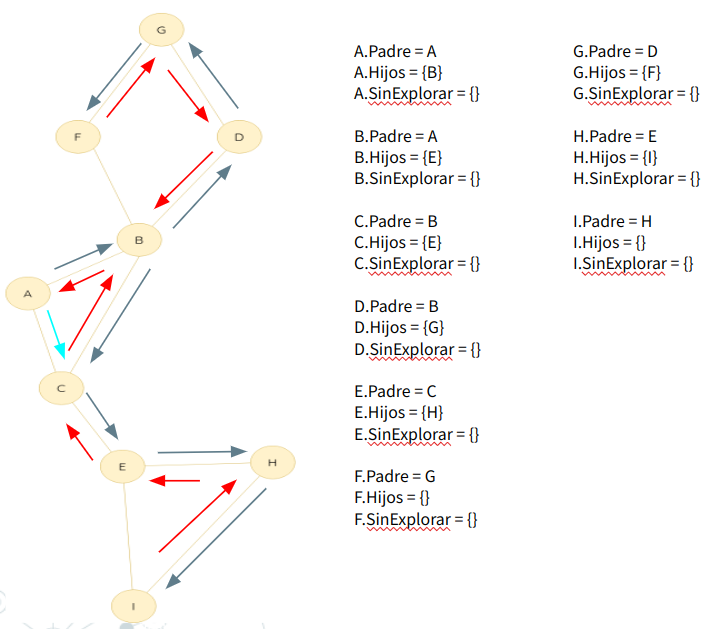 G
F
D
B
A
C
E
H
I
A.Padre = A
A.Hijos = {B}
A.SinExplorar = {}
B.Padre = A
B.Hijos = {E}
B.SinExplorar = {}
C.Padre = B
C.Hijos = {E}
C.SinExplorar = {}
D.Padre = B
D.Hijos = {G}
D.SinExplorar = {}
E.Padre = C
E.Hijos = {H}
E.SinExplorar = {}
F.Padre = G
F.Hijos = {}
F.SinExplorar = {}
G.Padre = D
G.Hijos = {F}
G.SinExplorar = {}
H.Padre = E
H.Hijos = {I}
H.SinExplorar = {}
I.Padre = H
I.Hijos = {}
I.SinExplorar = {}